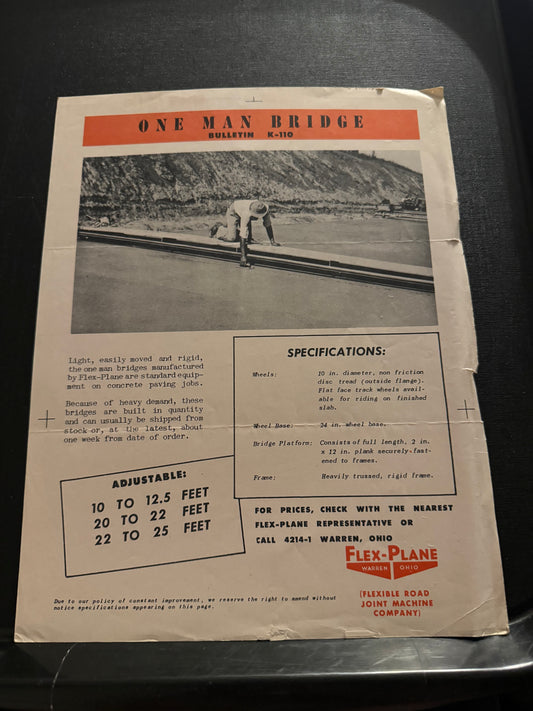 ONE MAN BRIDGE
BULLETIN K-110
Light, easily moved and rigid,
the one man bridges manufactured
by Flex-Plane are standard equip-
ment on concrete paving jobs.
Because of heavy demand, these
bridges are built in quantity
and can usually be shipped from
stock or, at the latest, about
one week from date of order.
SPECIFICATIONS:
Wheels: 10 in. diameter, non friction
disc tread (outside flange).
Flat face track wheels avail-
able for riding on finished
slab.
Wheel Base: 24 in. wheel base.
Bridge Platform: Consists of full length, 2 in.
x 12 in. plank securely-fast-
ened to frames.
Frame: Heavily trussed, rigid frame.
ADJUSTABLE:
10 TO 12.5 FEET
20 TO 22 FEET
22 TO 25 FEET
FOR PRICES, CHECK WITH THE NEAREST
FLEX-PLANE REPRESENTATIVE OR
CALL 4214-1 WARREN, OHIO
FLEX-PLANE
WARREN OHIO
(FLEXIBLE ROAD
JOINT MACHINE
COMPANY)
Due to our policy of constant improvement, we reserve the right to amend without
notice specifications appearing on this page.